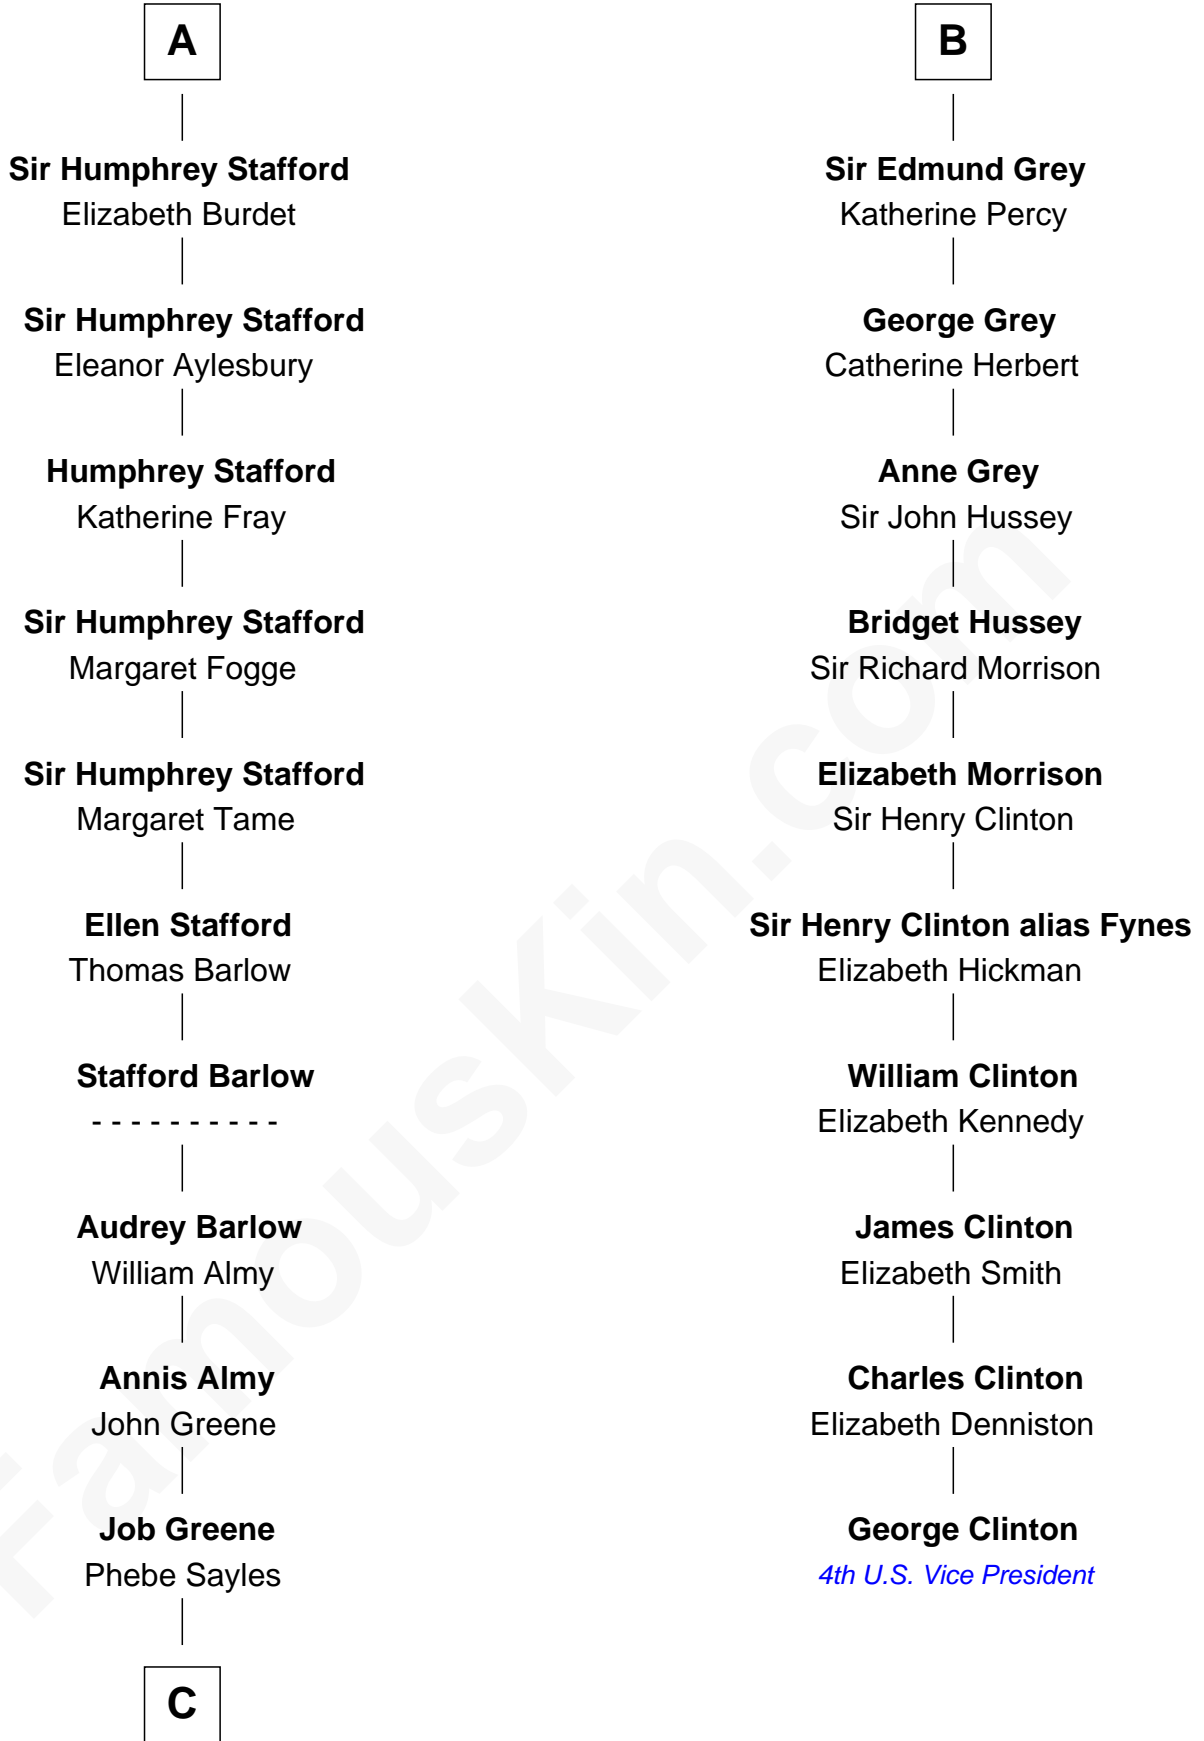 A
Sir Humphrey Stafford
Elizabeth Burdet
Sir Humphrey Stafford
Eleanor Aylesbury
Humphrey Stafford
Katherine Fray
Sir Humphrey Stafford
Margaret Fogge
Sir Humphrey Stafford
Margaret Tame
Ellen Stafford
Thomas Barlow
Stafford Barlow
- - - - - - - - - -
Audrey Barlow
William Almy
Annis Almy
John Greene
Job Greene
Phebe Sayles
C
B
Sir Edmund Grey
Katherine Percy
George Grey
Catherine Herbert
Anne Grey
Sir John Hussey
Bridget Hussey
Sir Richard Morrison
Elizabeth Morrison
Sir Henry Clinton
Sir Henry Clinton alias Fynes
Elizabeth Hickman
William Clinton
Elizabeth Kennedy
James Clinton
Elizabeth Smith
Charles Clinton
Elizabeth Denniston
George Clinton
4th U.S. Vice President
FamousKin.com